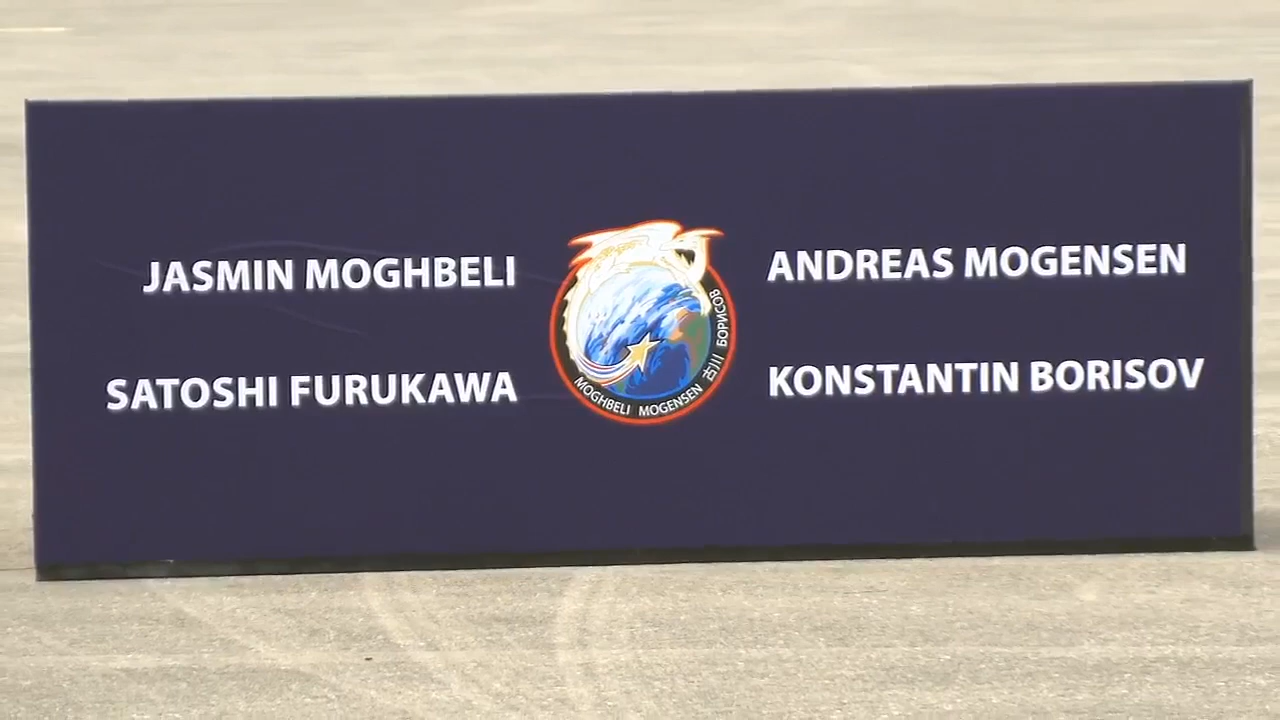 JASMIN MOGHBELI
SATOSHI FURUKAWA
MOGHBELI MOGENSEN 古川 БОРИСОВ
ANDREAS MOGENSEN
KONSTANTIN BORISOV